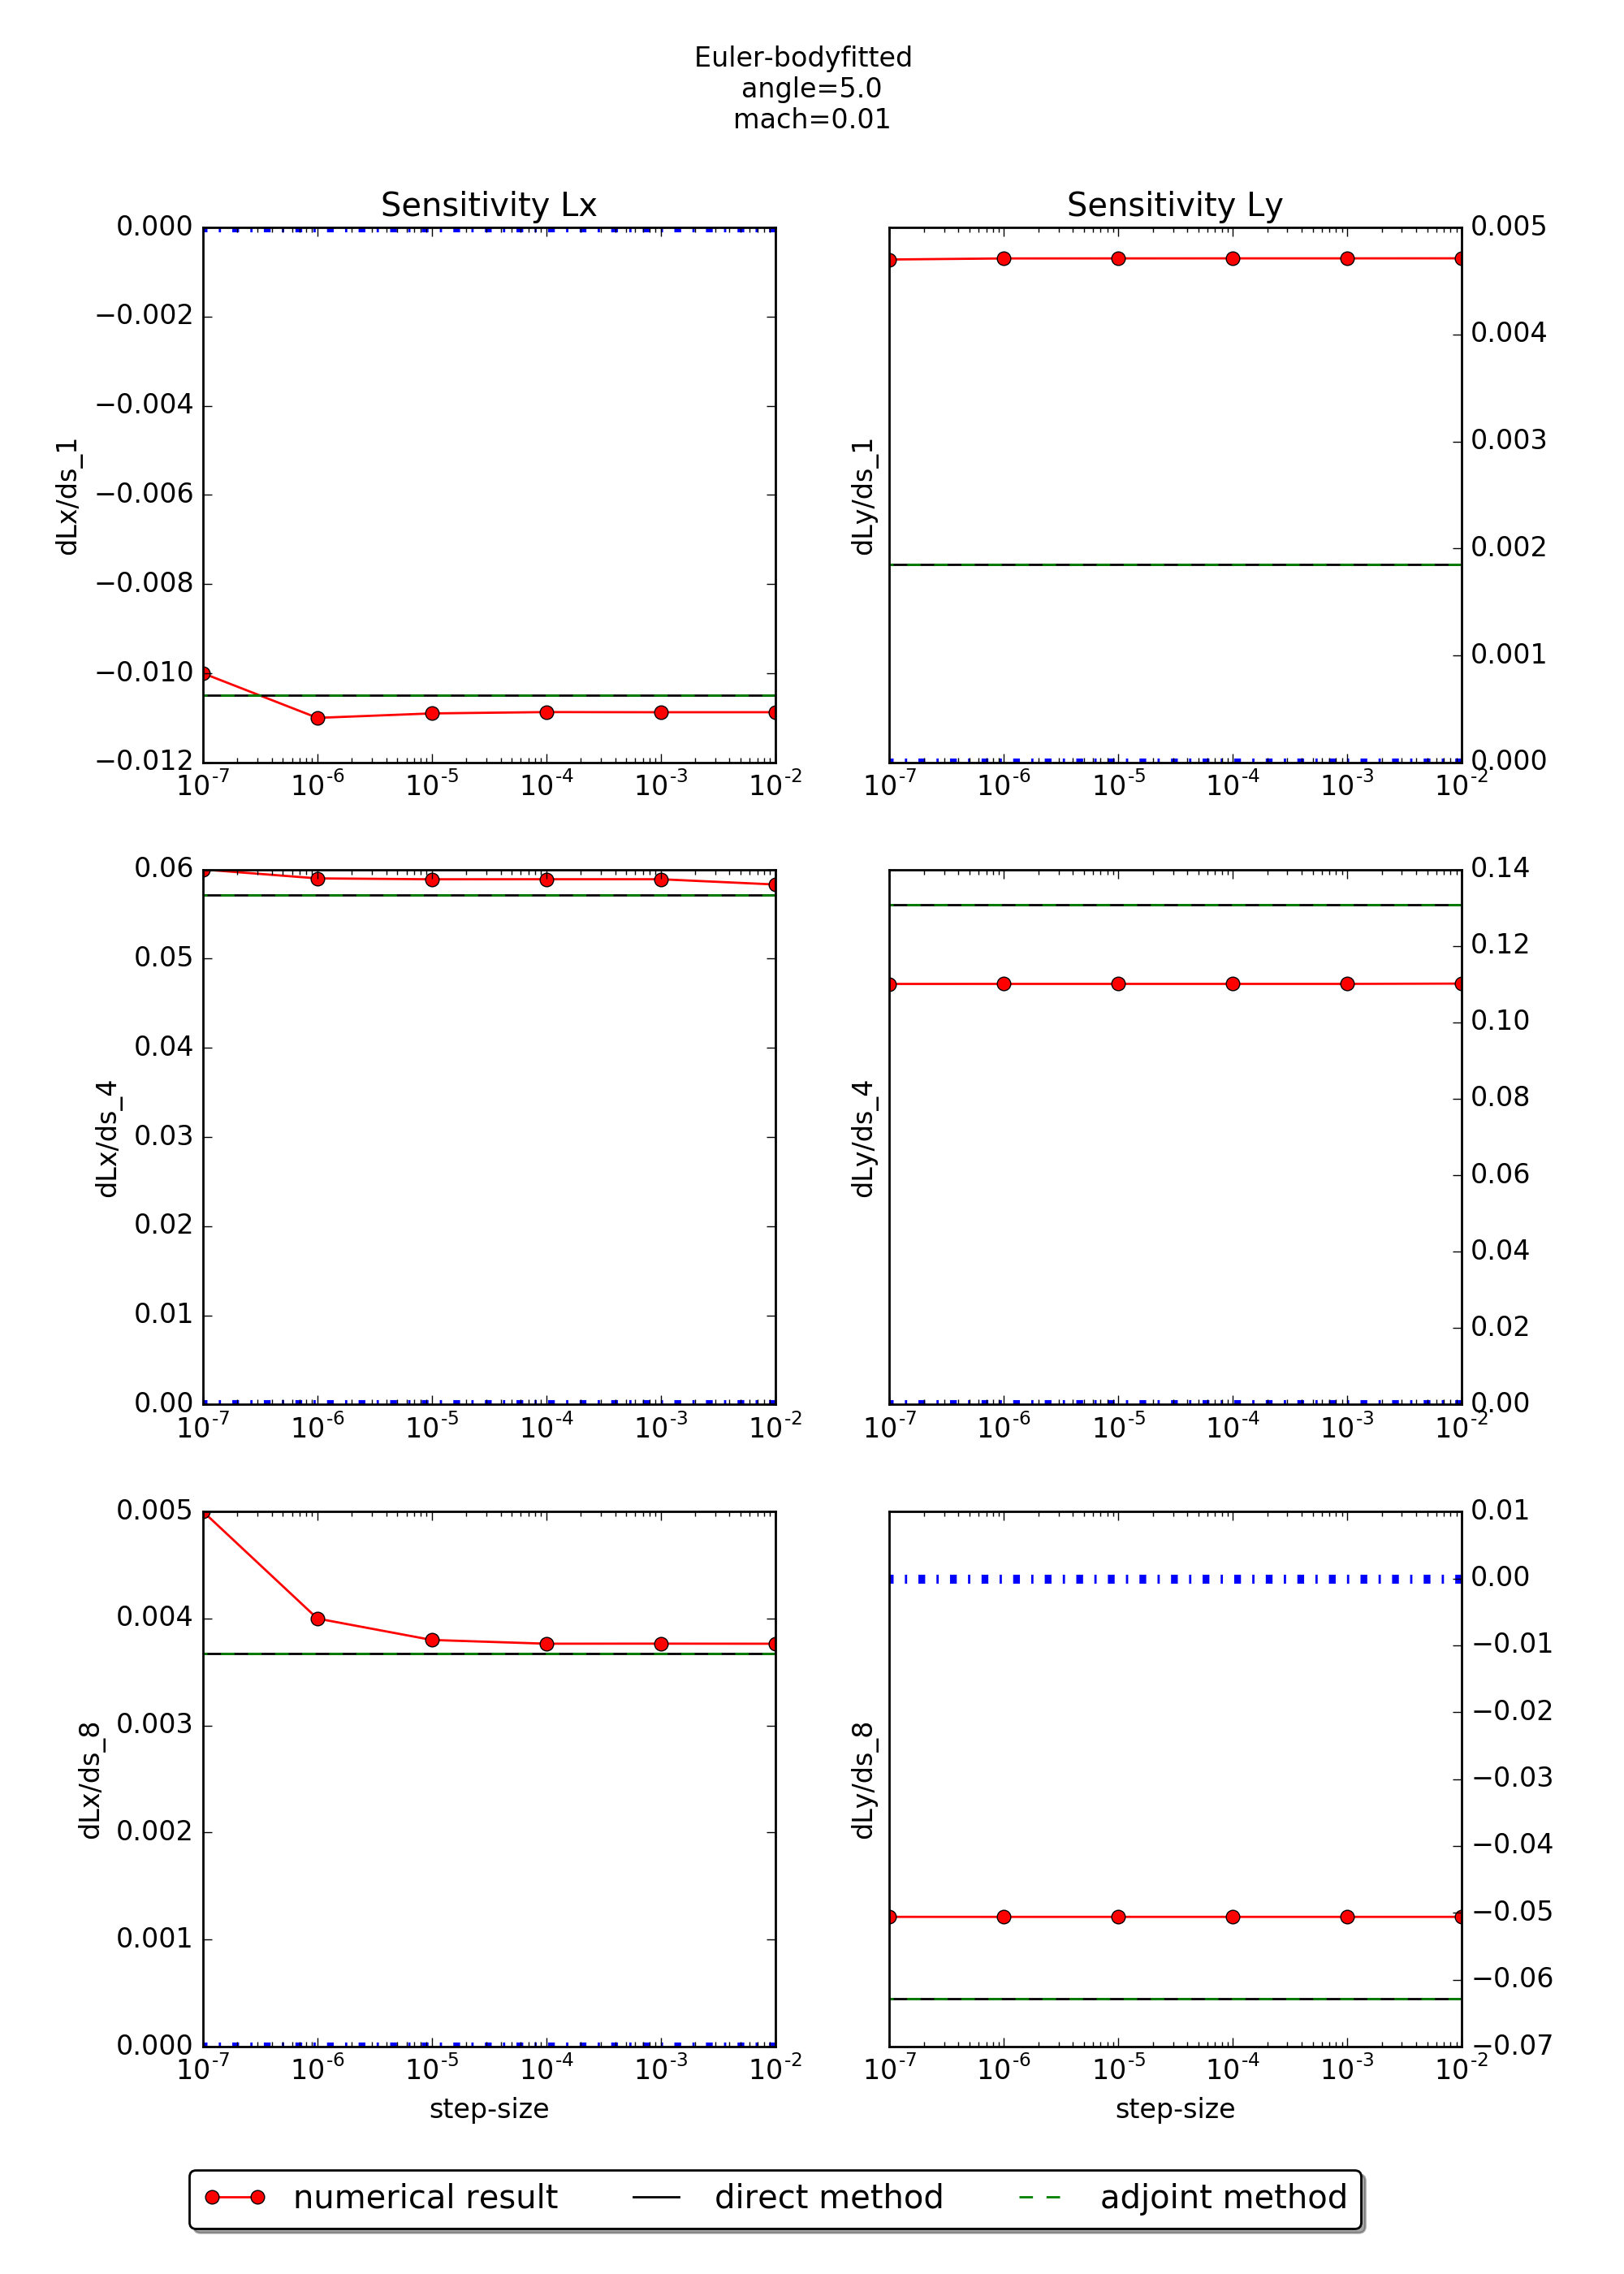 Euler-bodyfitted
angle=5.0
mach=0.01
Sensitivity Lx
0.000
−0.002
−0.004
−0.006
−0.008
−0.010
−0.012
dLx/ds_1
10^-7 10^-6 10^-5 10^-4 10^-3 10^-2
Sensitivity Ly
0.005
0.004
0.003
0.002
0.001
0.000
dLy/ds_1
10^-7 10^-6 10^-5 10^-4 10^-3 10^-2
0.06
0.05
0.04
0.03
0.02
0.01
0.00
dLx/ds_4
10^-7 10^-6 10^-5 10^-4 10^-3 10^-2
0.14
0.12
0.10
0.08
0.06
0.04
0.02
0.00
dLy/ds_4
10^-7 10^-6 10^-5 10^-4 10^-3 10^-2
0.005
0.004
0.003
0.002
0.001
0.000
dLx/ds_8
10^-7 10^-6 10^-5 10^-4 10^-3 10^-2
step-size
0.01
0.00
−0.01
−0.02
−0.03
−0.04
−0.05
−0.06
−0.07
dLy/ds_8
10^-7 10^-6 10^-5 10^-4 10^-3 10^-2
step-size
numerical result direct method adjoint method